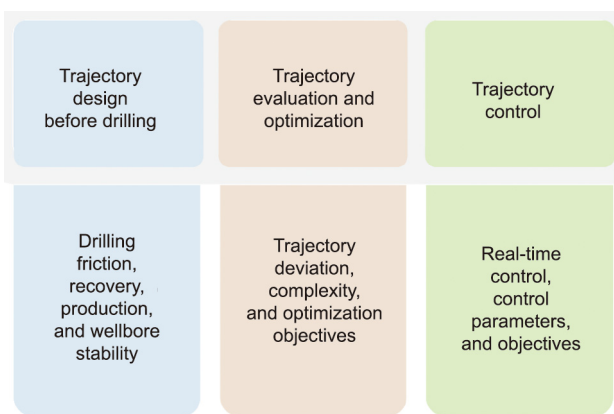 Trajectory
design
before drilling
Trajectory
evaluation and
optimization
Trajectory
control
Drilling
friction,
recovery,
production,
and wellbore
stability
Trajectory
deviation,
complexity,
and optimization
objectives
Real-time
control,
control
parameters,
and objectives